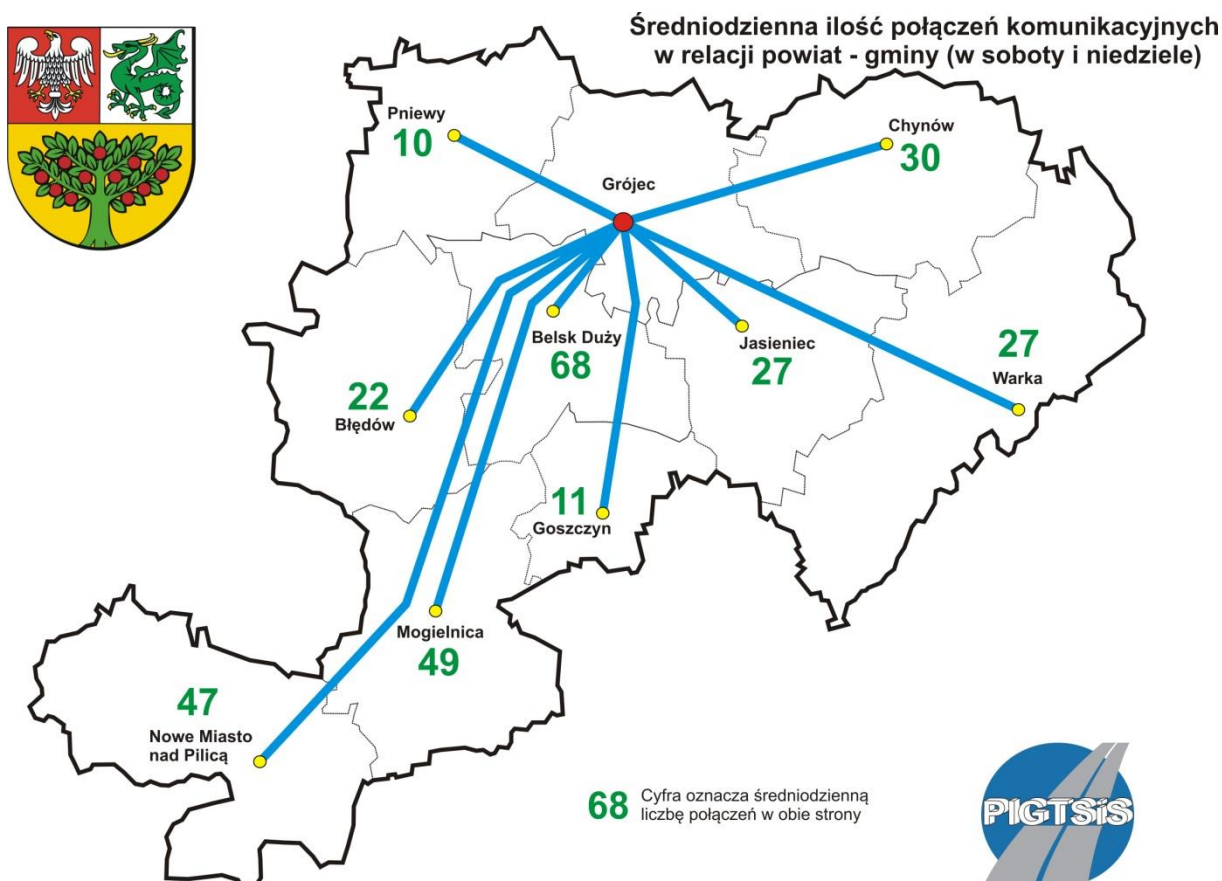 Średniodzienna ilość połączeń komunikacyjnych
w relacji powiat - gminy (w soboty i niedziele)
Pniewy
10
Chynów
30
Grójec
Belsk Duży
68
Jasieniec
27
27
Warka
22
Błędów
11
Goszczyn
Mogielnica
49
47
Nowe Miasto
nad Pilicą
68 Cyfra oznacza średniodzienną
liczbę połączeń w obie strony
PIGTSiS